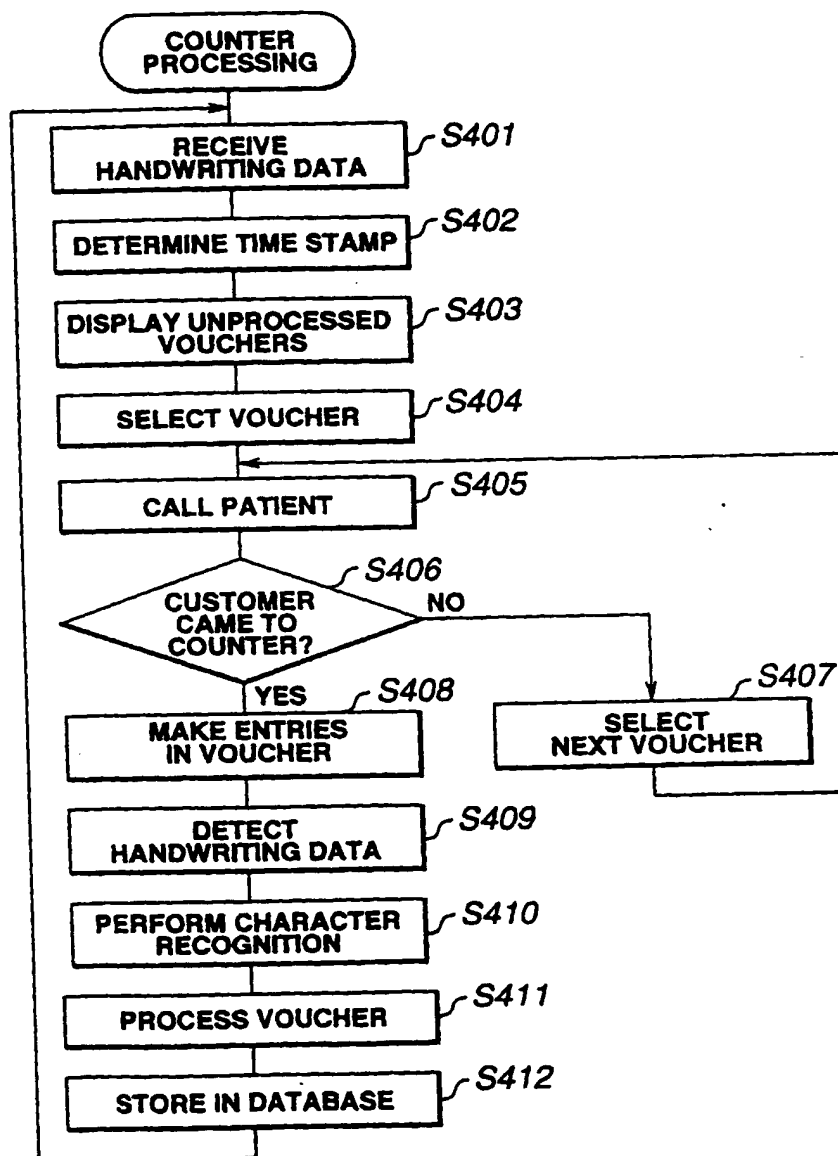 COUNTER
PROCESSING
RECEIVE
HANDWRITING DATA
S401
DETERMINE TIME STAMP
S402
DISPLAY UNPROCESSED
VOUCHERS
S403
SELECT VOUCHER
S404
CALL PATIENT
S405
CUSTOMER
CAME TO
COUNTER?
S406
NO
YES
SELECT
NEXT VOUCHER
S407
MAKE ENTRIES
IN VOUCHER
S408
DETECT
HANDWRITING DATA
S409
PERFORM CHARACTER
RECOGNITION
S410
PROCESS VOUCHER
S411
STORE IN DATABASE
S412